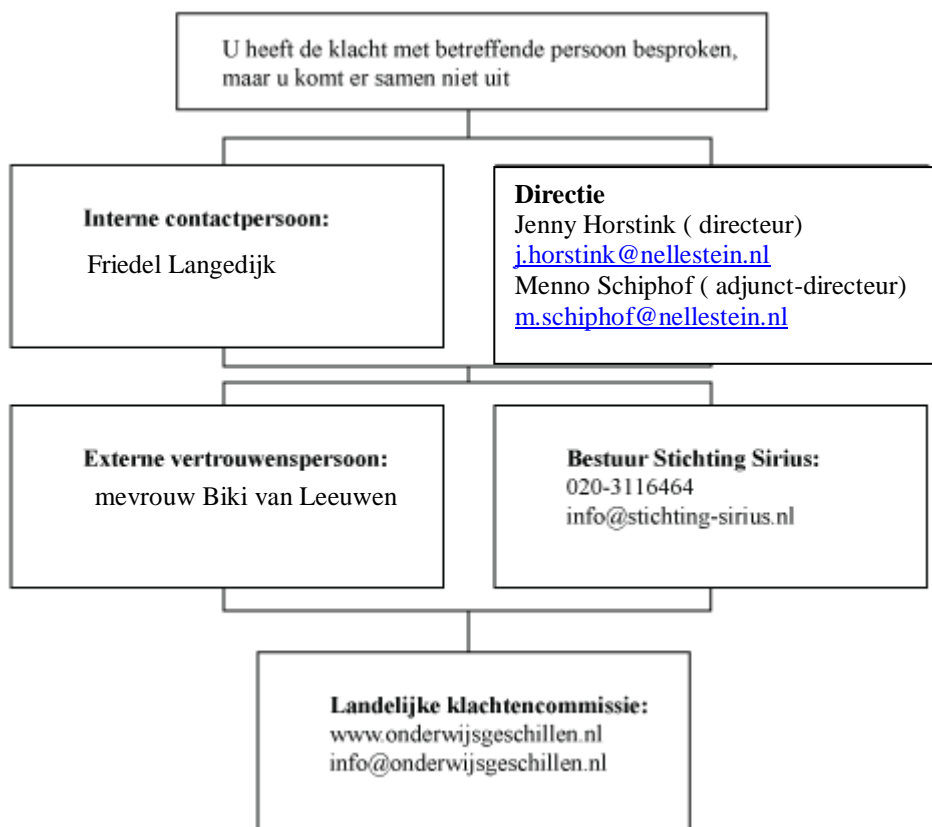 U heeft de klacht met betreffende persoon besproken,
maar u komt er samen niet uit
Interne contactpersoon:
Friedel Langedijk
Directie
Jenny Horstink ( directeur)
j.horstink@nellestein.nl
Menno Schiphof ( adjunct-directeur)
m.schiphof@nellestein.nl
Externe vertrouwenspersoon:
mevrouw Biki van Leeuwen
Bestuur Stichting Sirius:
020-3116464
info@stichting-sirius.nl
Landelijke klachtencommissie:
www.onderwijsgeschillen.nl
info@onderwijsgeschillen.nl